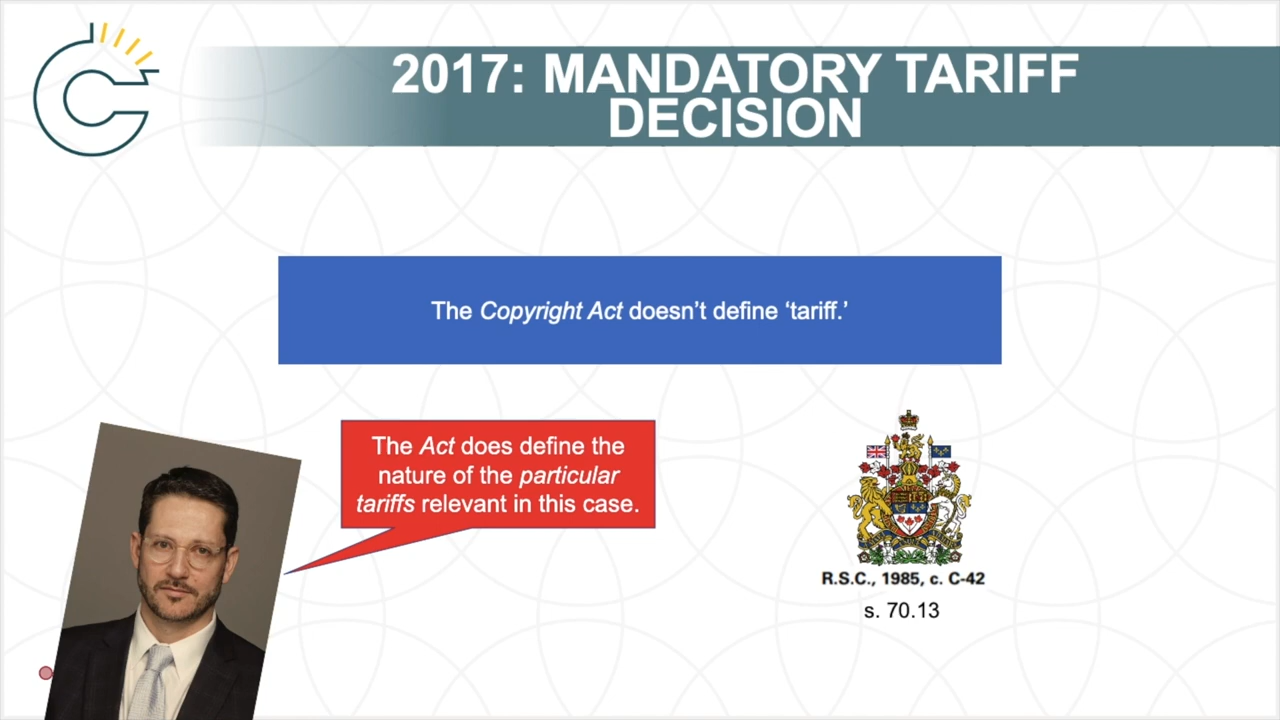 2017: MANDATORY TARIFF
DECISION
The Copyright Act doesn’t define ‘tariff.’
The Act does define the
nature of the particular
tariffs relevant in this case.
R.S.C., 1985, c. C-42
s. 70.13